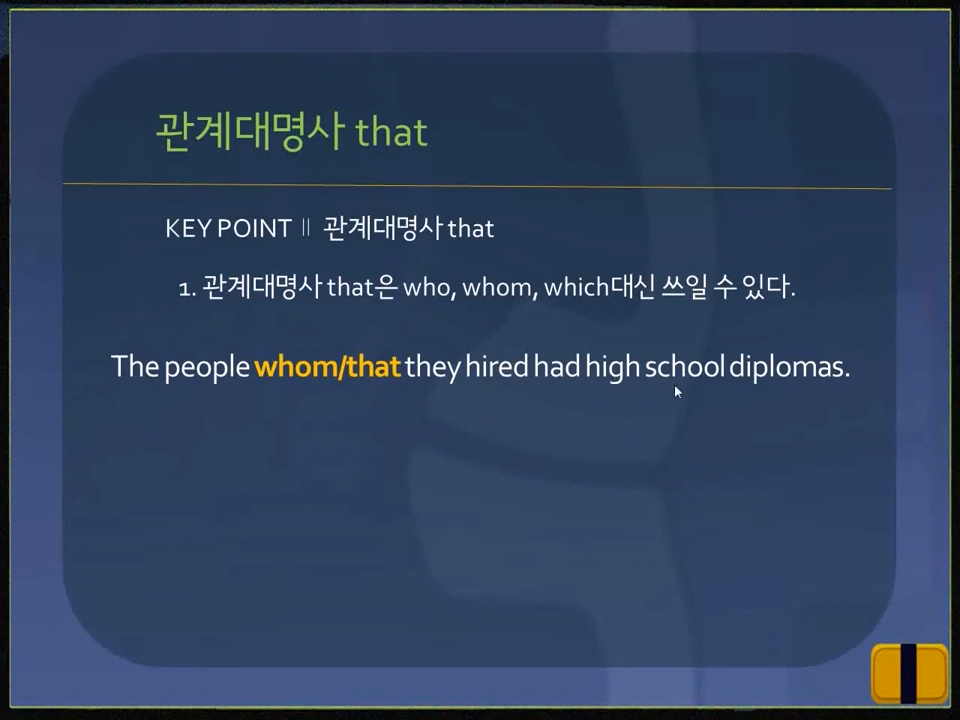 관계대명사 that
KEY POINT Ⅱ 관계대명사 that
1. 관계대명사 that은 who, whom, which대신 쓰일 수 있다.
The people whom/that they hired had high school diplomas.